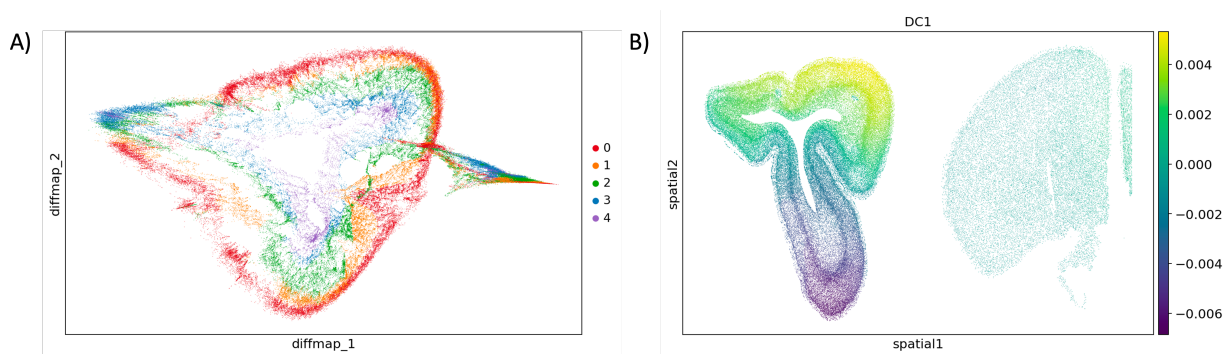 A)
diffmap_2
diffmap_1
0
1
2
3
4
B)
DC1
spatial2
spatial1
0.004
0.002
0.000
−0.002
−0.004
−0.006